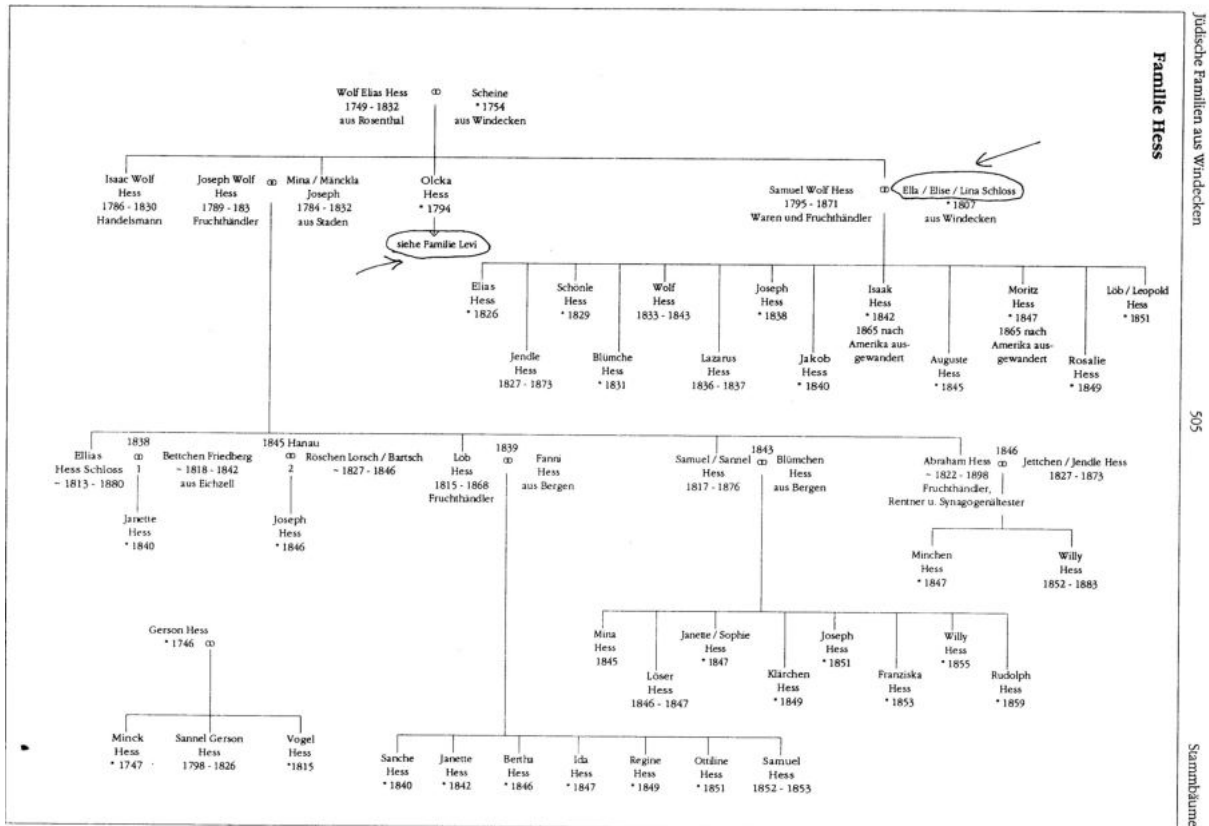 Jüdische Familien aus Windecken
505
Stammbäume
Familie Hess
Wolf Elias Hess
1749 - 1832
aus Rosenthal
∞
Scheine
*1754
aus Windecken
Isaac Wolf
Hess
1786 - 1830
Handelsmann
Joseph Wolf
Hess
1789 - 183
Fruchthändler
∞
Mina / Mänckla
Joseph
1784 - 1832
aus Staden
Olcka
Hess
* 1794
siehe Familie Levi
Samuel Wolf Hess
1795 - 1871
Waren und Fruchthändler
∞
Ella / Elise / Lina Schloss
* 1807
aus Windecken
Elias
Hess
* 1826
Jendle
Hess
1827 - 1873
Schönle
Hess
* 1829
Blümche
Hess
* 1831
Wolf
Hess
1833 - 1843
Lazarus
Hess
1836 - 1837
Joseph
Hess
* 1838
Jakob
Hess
* 1840
Isaak
Hess
* 1842
1865 nach
Amerika aus-
gewandert
Auguste
Hess
* 1845
Moritz
Hess
* 1847
1865 nach
Amerika aus-
gewandert
Rosalie
Hess
* 1849
Löb / Leopold
Hess
* 1851
Ellias
Hess Schloss
~ 1813 - 1880
1838
∞
1
Bettchen Friedberg
~ 1818 - 1842
aus Eichzell
1845 Hanau
∞
2
Röschen Lorsch / Bartsch
~ 1827 - 1846
Löb
Hess
1815 - 1868
Fruchthändler
1839
∞
Fanni
Hess
aus Bergen
Samuel / Sannel
Hess
1817 - 1876
1843
∞
Blümchen
Hess
aus Bergen
Abraham Hess
~ 1822 - 1898
Fruchthändler,
Rentner u. Synagogenältester
1846
∞
Jettchen / Jendle Hess
1827 - 1873
Janette
Hess
* 1840
Joseph
Hess
* 1846
Minchen
Hess
* 1847
Willy
Hess
1852 - 1883
Mina
Hess
1845
Löser
Hess
1846 - 1847
Janette / Sophie
Hess
* 1847
Klärchen
Hess
* 1849
Joseph
Hess
* 1851
Franziska
Hess
* 1853
Willy
Hess
* 1855
Rudolph
Hess
* 1859
Gerson Hess
* 1746 ∞
Minck
Hess
* 1747
Sannel Gerson
Hess
1798 - 1826
Vogel
Hess
*1815
Sanche
Hess
* 1840
Janette
Hess
* 1842
Bertha
Hess
* 1846
Ida
Hess
* 1847
Regine
Hess
* 1849
Ottiline
Hess
* 1851
Samuel
Hess
1852 - 1853